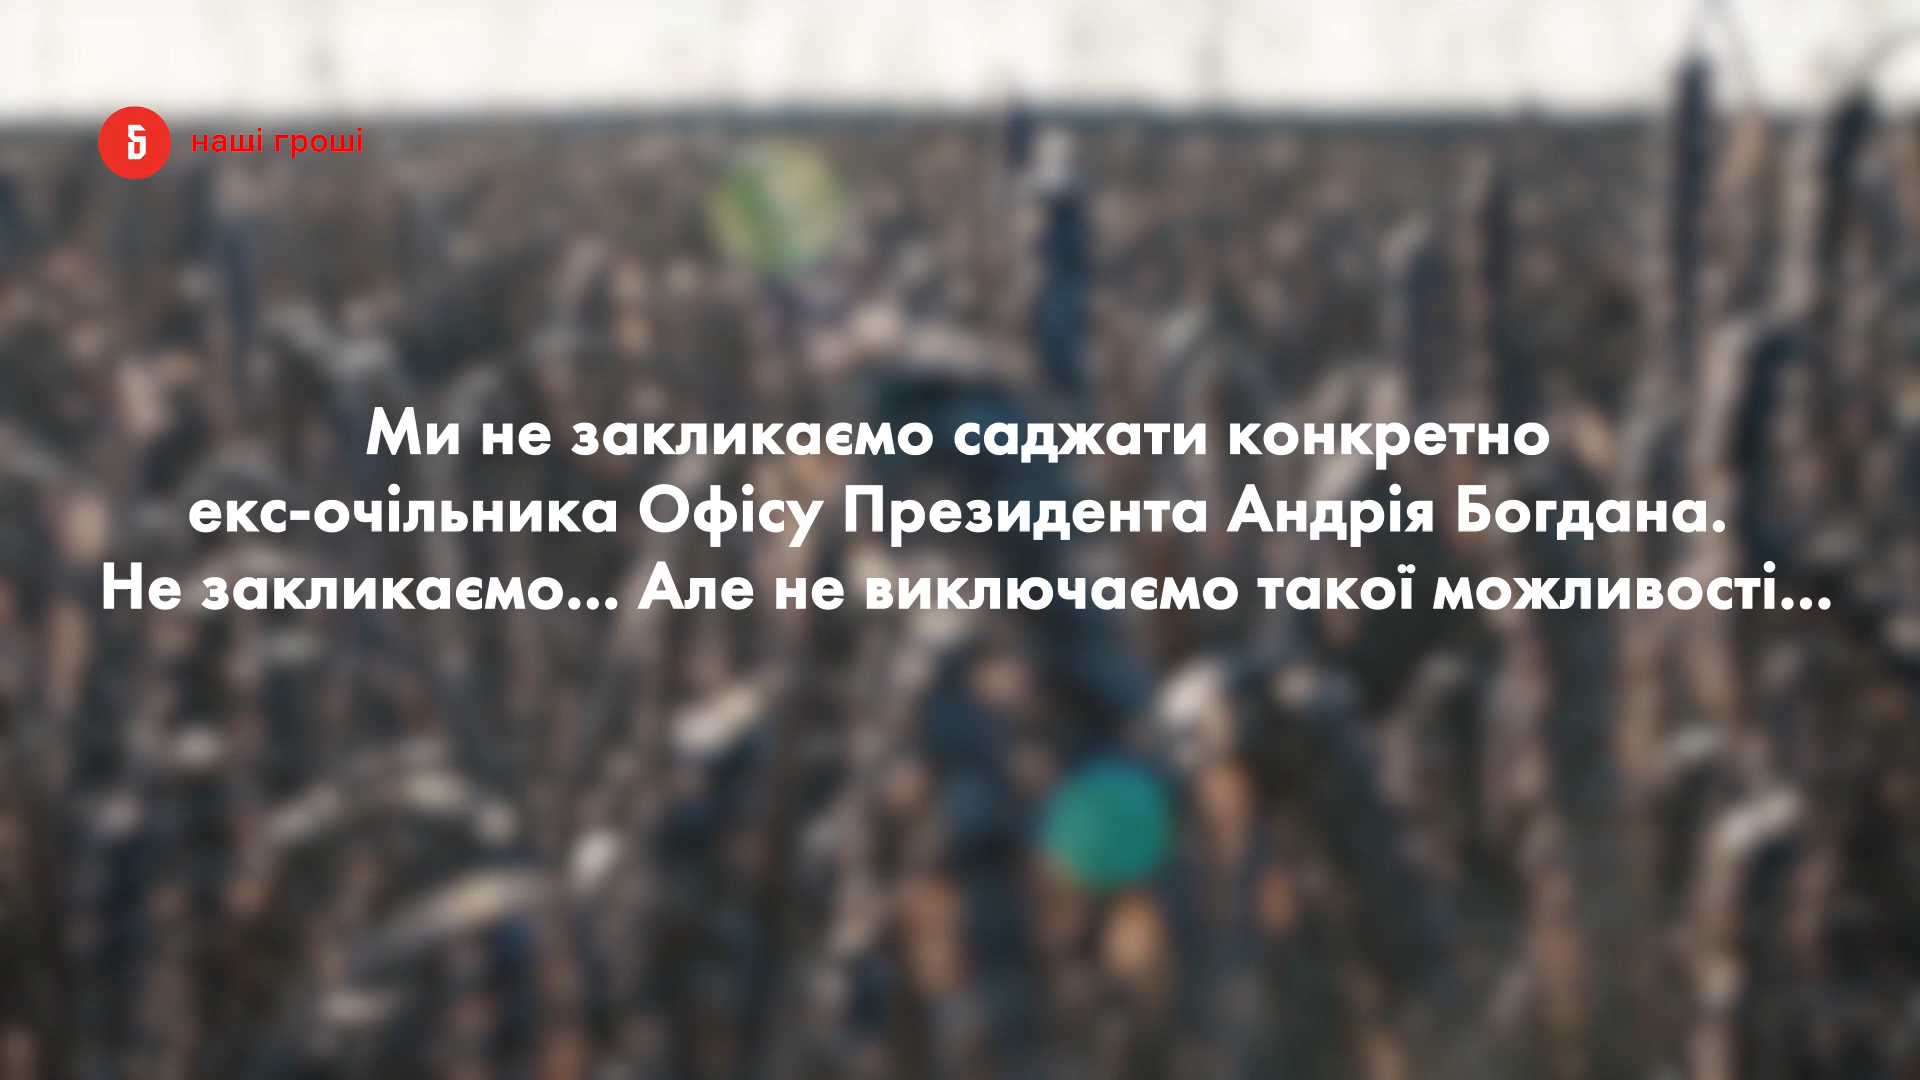 Б наші гроші
Ми не закликаємо саджати конкретно
екс-очільника Офісу Президента Андрія Богдана.
Не закликаємо... Але не виключаємо такої можливості...